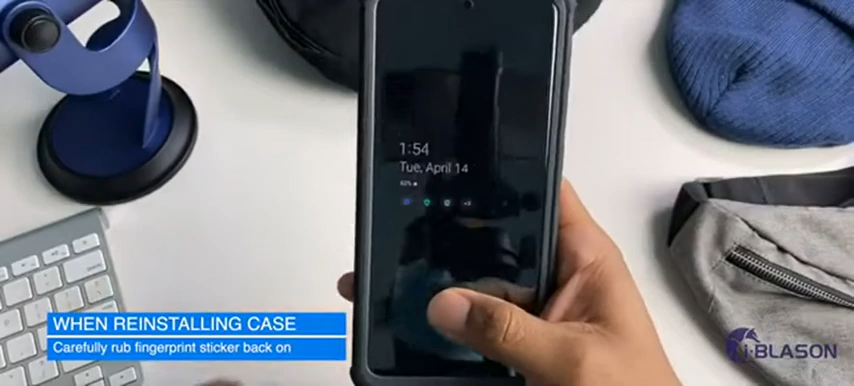 1:54
Tue, April 14
WHEN REINSTALLING CASE
Carefully rub fingerprint sticker back on
i-BLASON